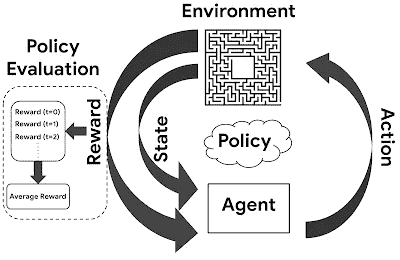 Environment
Policy
Evaluation
Reward (t=0)
Reward (t=1)
Reward (t=2)
Average Reward
Reward
State
Policy
Agent
Action